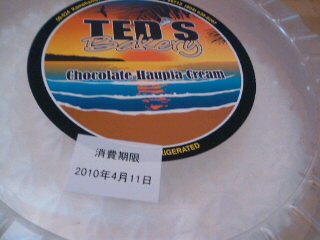 TED'S
Bakery
Chocolate Haupia Cream
消費期限
2010年4月11日